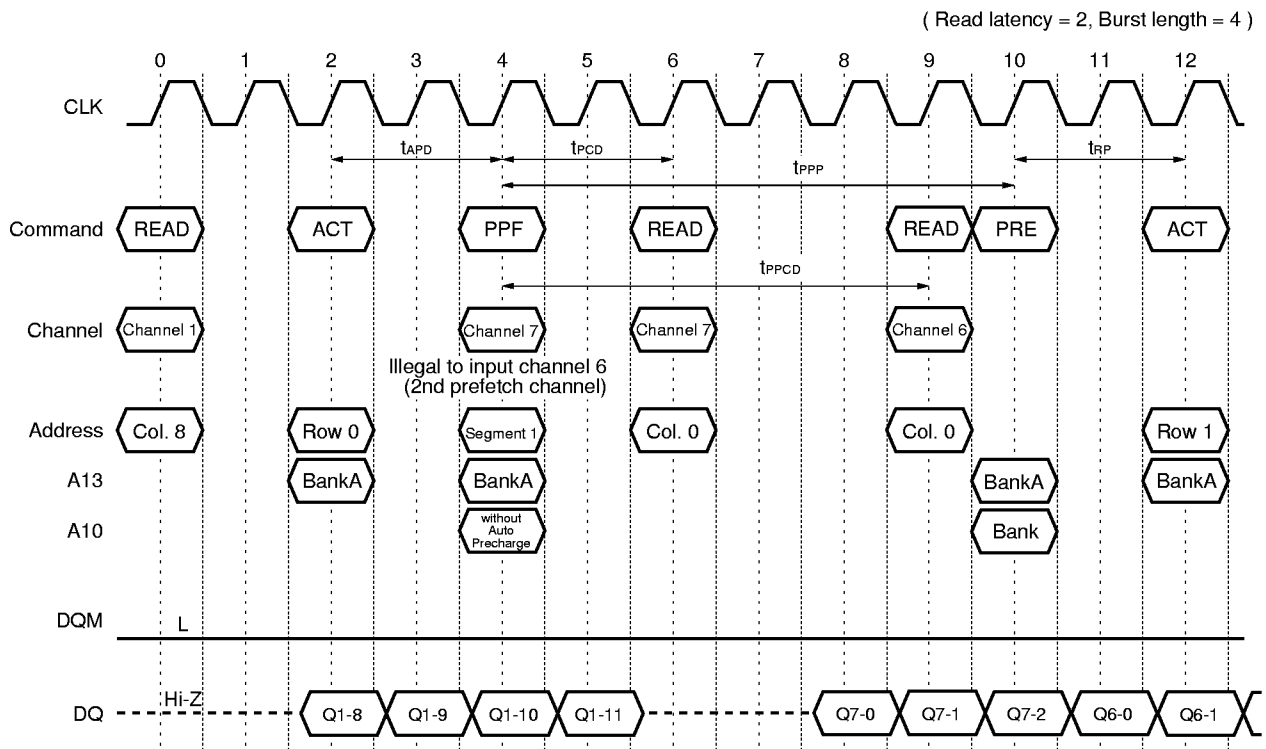 ( Read latency = 2, Burst length = 4 )
0 1 2 3 4 5 6 7 8 9 10 11 12
CLK
tAPD tPCD tRP
tPPP
Command READ ACT PPF READ READ PRE ACT
tPPCD
Channel Channel 1 Channel 7 Channel 7 Channel 6
Illegal to input channel 6
(2nd prefetch channel)
Address Col. 8 Row 0 Segment 1 Col. 0 Col. 0 Row 1
A13 BankA BankA BankA BankA
without
Auto
A10 Precharge Bank
DQM L
Hi-Z
DQ Q1-8 Q1-9 Q1-10 Q1-11 Q7-0 Q7-1 Q7-2 Q6-0 Q6-1